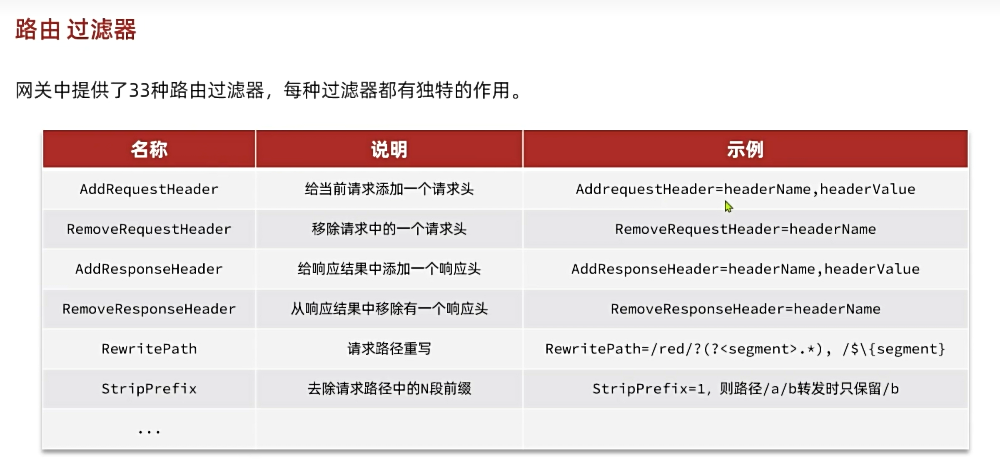 路由 过滤器
网关中提供了33种路由过滤器，每种过滤器都有独特的作用。
名称 说明 示例
AddRequestHeader 给当前请求添加一个请求头 AddrequestHeader=headerName,headerValue
RemoveRequestHeader 移除请求中的一个请求头 RemoveRequestHeader=headerName
AddResponseHeader 给响应结果中添加一个响应头 AddResponseHeader=headerName,headerValue
RemoveResponseHeader 从响应结果中移除有一个响应头 RemoveResponseHeader=headerName
RewritePath 请求路径重写 RewritePath=/red/?(?<segment>.*), /$\{segment}
StripPrefix 去除请求路径中的N段前缀 StripPrefix=1，则路径/a/b转发时只保留/b
...